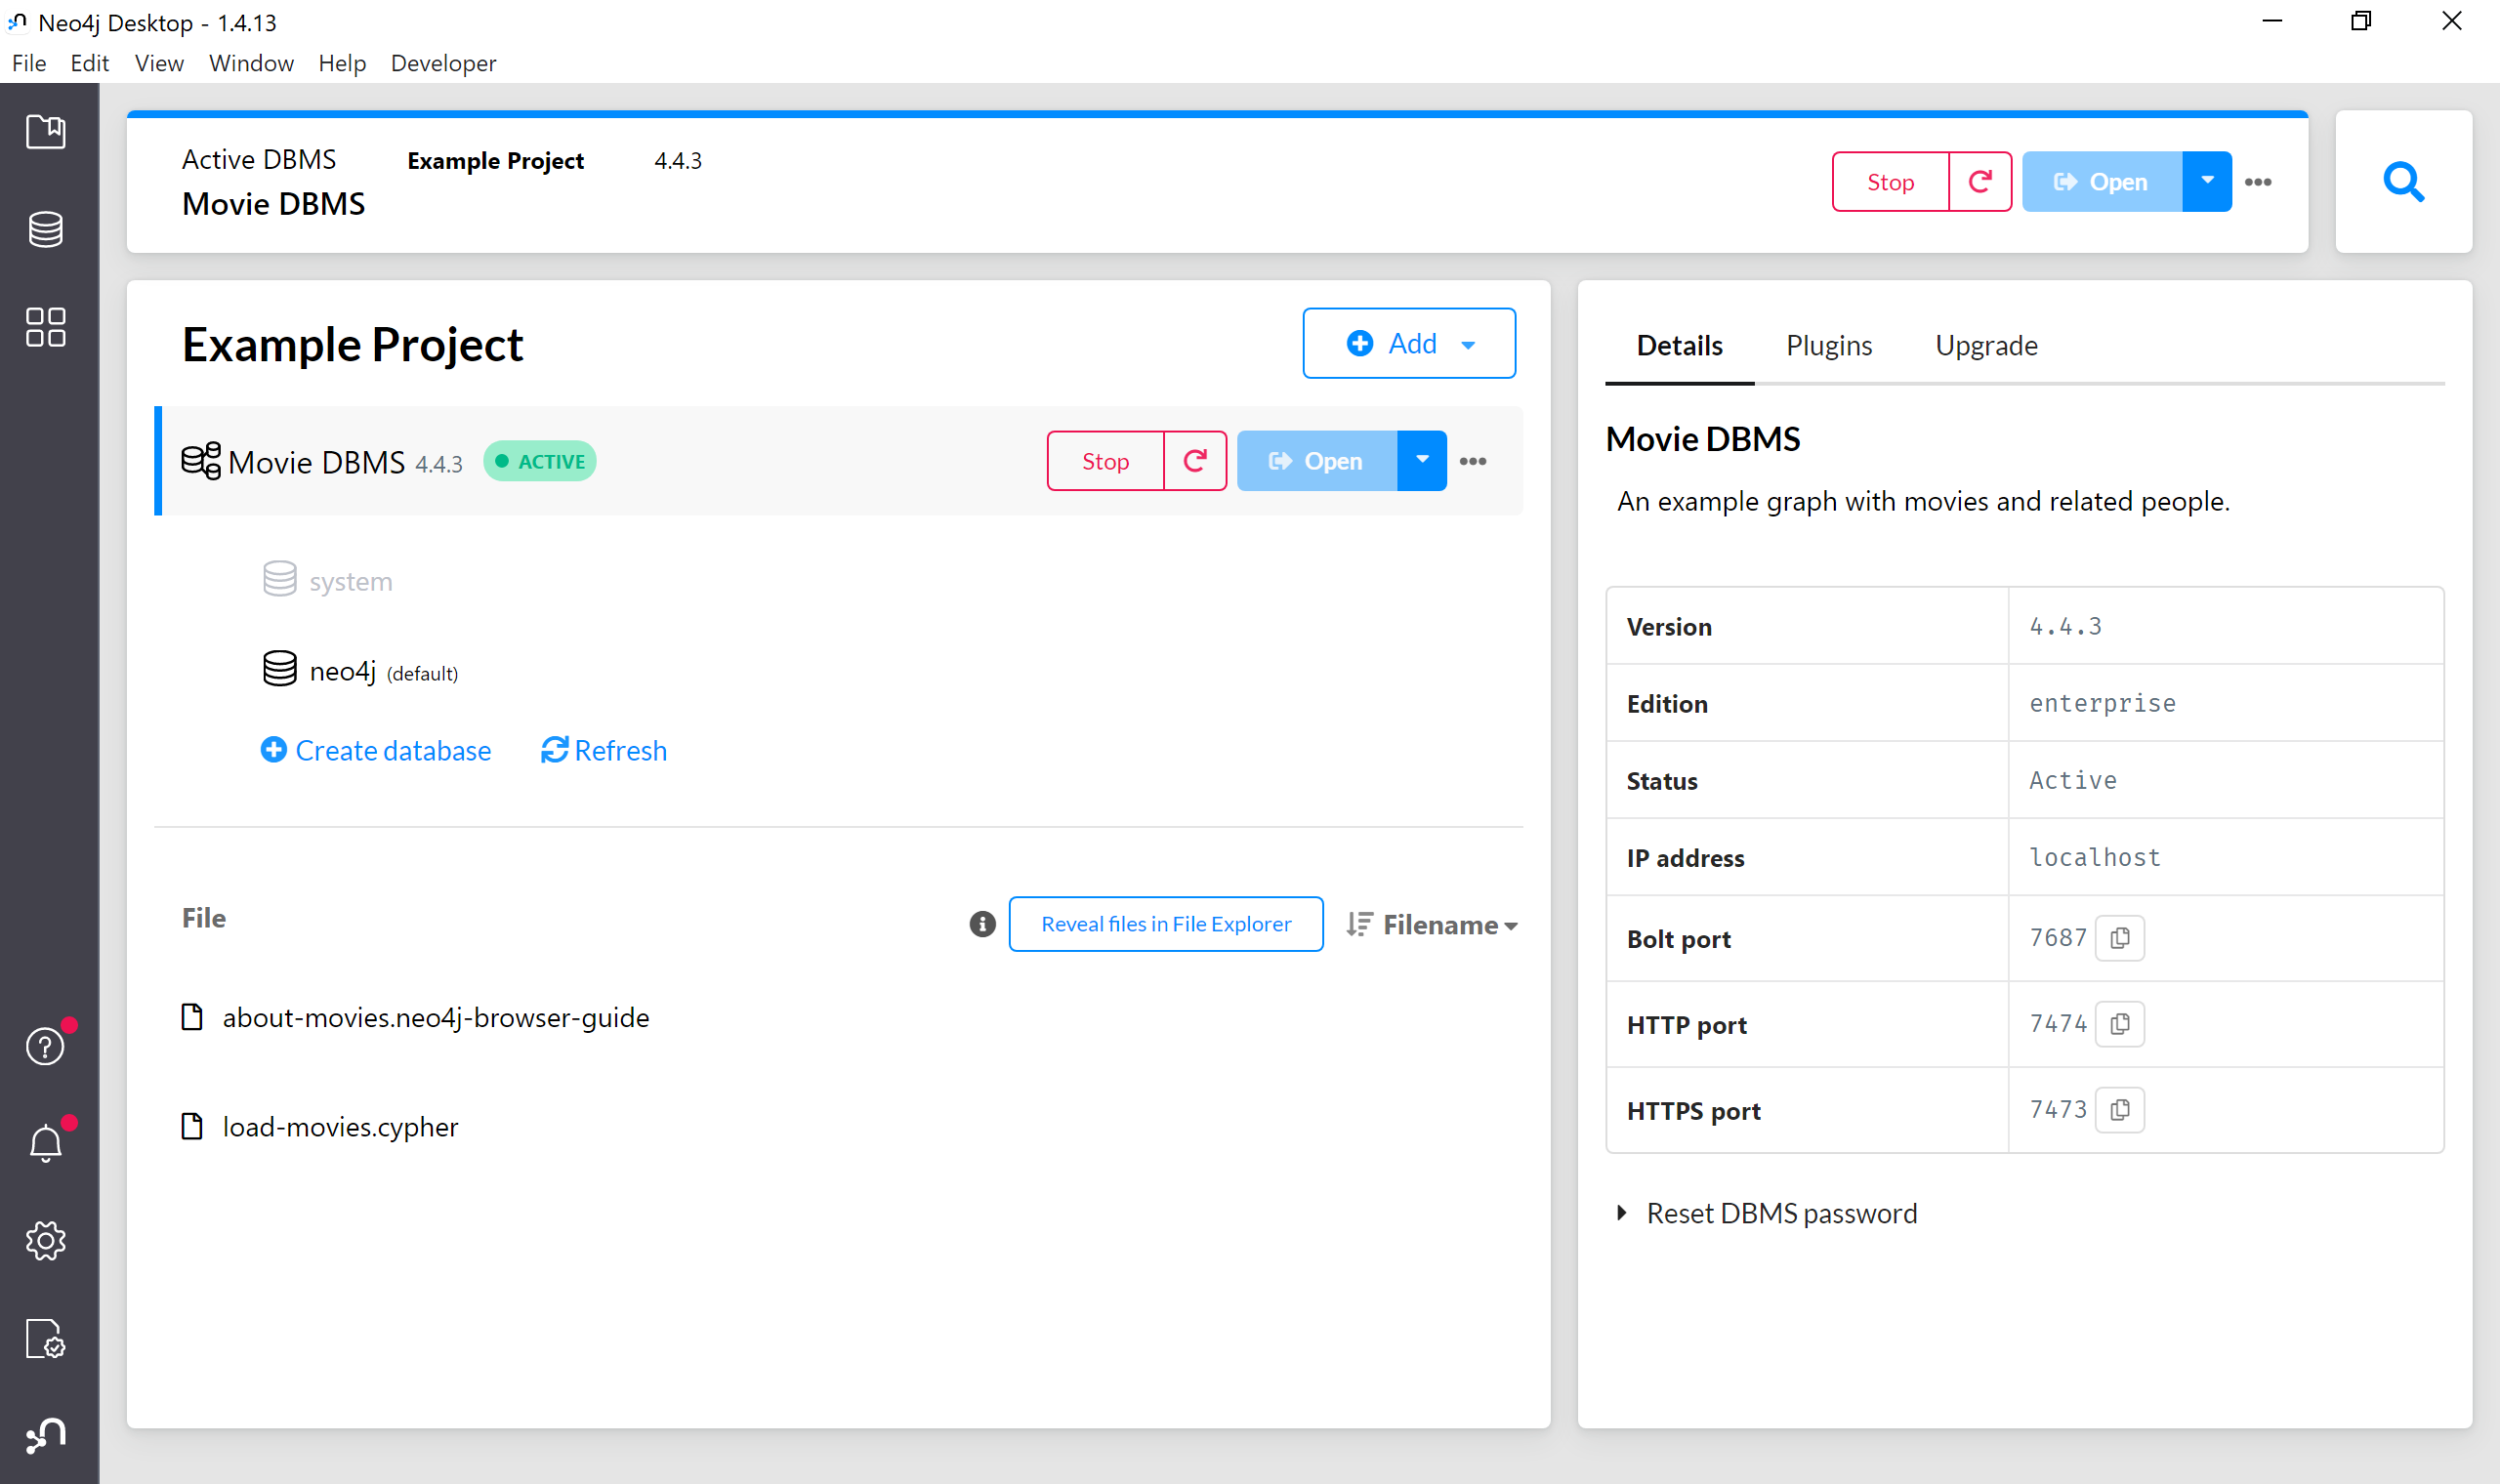 Neo4j Desktop - 1.4.13
File Edit View Window Help Developer
Active DBMS Example Project 4.4.3
Movie DBMS
Stop Open
Example Project
Add
Movie DBMS 4.4.3 ACTIVE
Stop Open
system
neo4j (default)
Create database Refresh
File
Reveal files in File Explorer Filename
about-movies.neo4j-browser-guide
load-movies.cypher
Details Plugins Upgrade
Movie DBMS
An example graph with movies and related people.
Version 4.4.3
Edition enterprise
Status Active
IP address localhost
Bolt port 7687
HTTP port 7474
HTTPS port 7473
Reset DBMS password